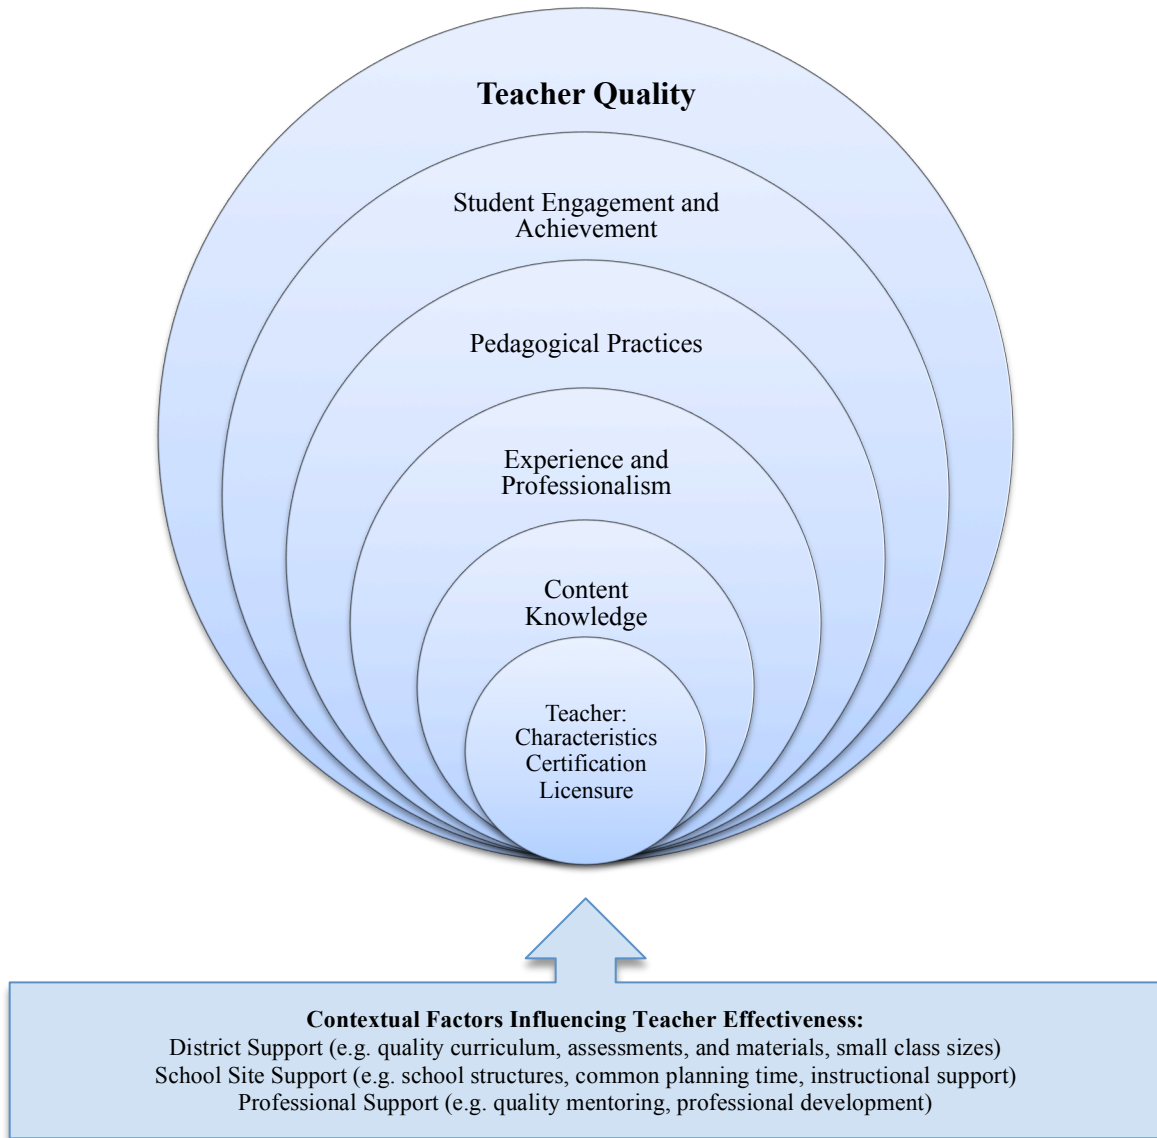 Teacher Quality
Student Engagement and
Achievement
Pedagogical Practices
Experience and
Professionalism
Content
Knowledge
Teacher:
Characteristics
Certification
Licensure
Contextual Factors Influencing Teacher Effectiveness:
District Support (e.g. quality curriculum, assessments, and materials, small class sizes)
School Site Support (e.g. school structures, common planning time, instructional support)
Professional Support (e.g. quality mentoring, professional development)